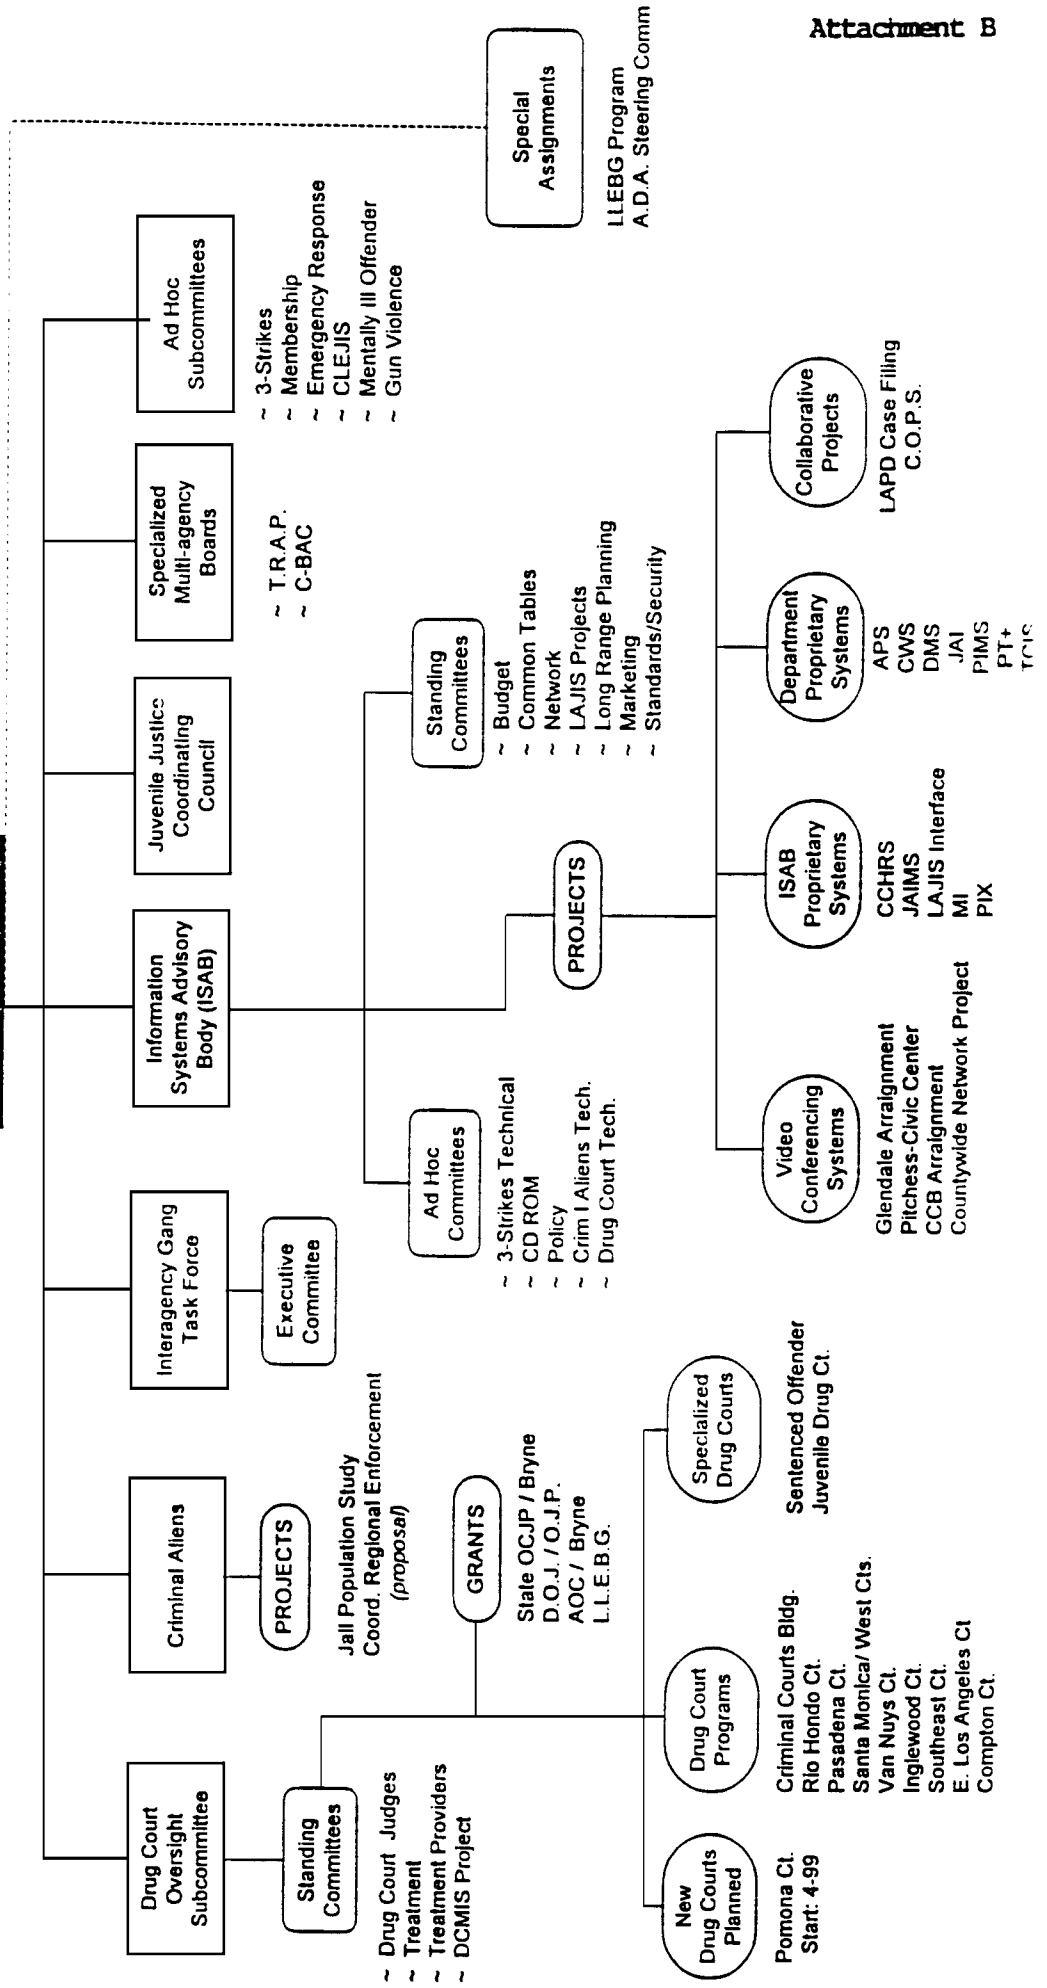 Attachment B
Drug Court
Oversight
Subcommittee
Criminal Aliens
Interagency Gang
Task Force
Information
Systems Advisory
Body (ISAB)
Juvenile Justice
Coordinating
Council
Specialized
Multi-agency
Boards
Ad Hoc
Subcommittees
Special
Assignments
LLEBG Program
A.D.A. Steering Comm
~ 3-Strikes
~ Membership
~ Emergency Response
~ CLEJIS
~ Mentally Ill Offender
~ Gun Violence
~ T.R.A.P.
~ C-BAC
Executive
Committee
PROJECTS
Jail Population Study
Coord. Regional Enforcement
(proposal)
Standing
Committees
~ Drug Court Judges
~ Treatment
~ Treatment Providers
~ DCMIS Project
GRANTS
State OCJP / Bryne
D.O.J. / O.J.P.
AOC / Bryne
L.L.E.B.G.
New
Drug Courts
Planned
Pomona Ct.
Start: 4-99
Drug Court
Programs
Criminal Courts Bldg.
Rio Hondo Ct.
Pasadena Ct.
Santa Monica/ West Cts.
Van Nuys Ct.
Inglewood Ct.
Southeast Ct.
E. Los Angeles Ct
Compton Ct.
Specialized
Drug Courts
Sentenced Offender
Juvenile Drug Ct.
Ad Hoc
Committees
~ 3-Strikes Technical
~ CD ROM
~ Policy
~ Crim I Aliens Tech.
~ Drug Court Tech.
Standing
Committees
~ Budget
~ Common Tables
~ Network
~ LAJIS Projects
~ Long Range Planning
~ Marketing
~ Standards/Security
PROJECTS
Video
Conferencing
Systems
Glendale Arraignment
Pitchess-Civic Center
CCB Arraignment
Countywide Network Project
ISAB
Proprietary
Systems
CCHRS
JAIMS
LAJIS Interface
MI
PIX
Department
Proprietary
Systems
APS
CWS
DMS
JAI
PIMS
PT+
Collaborative
Projects
LAPD Case Filing
C.O.P.S.